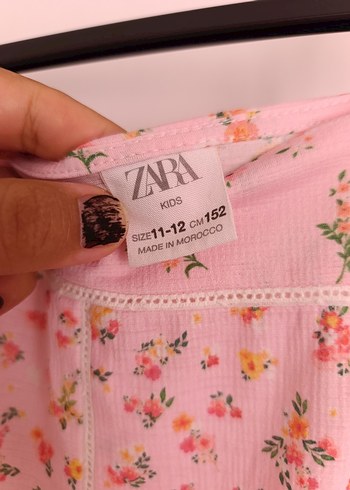 ZARA
KIDS
SIZE 11-12 CM 152
MADE IN MOROCCO